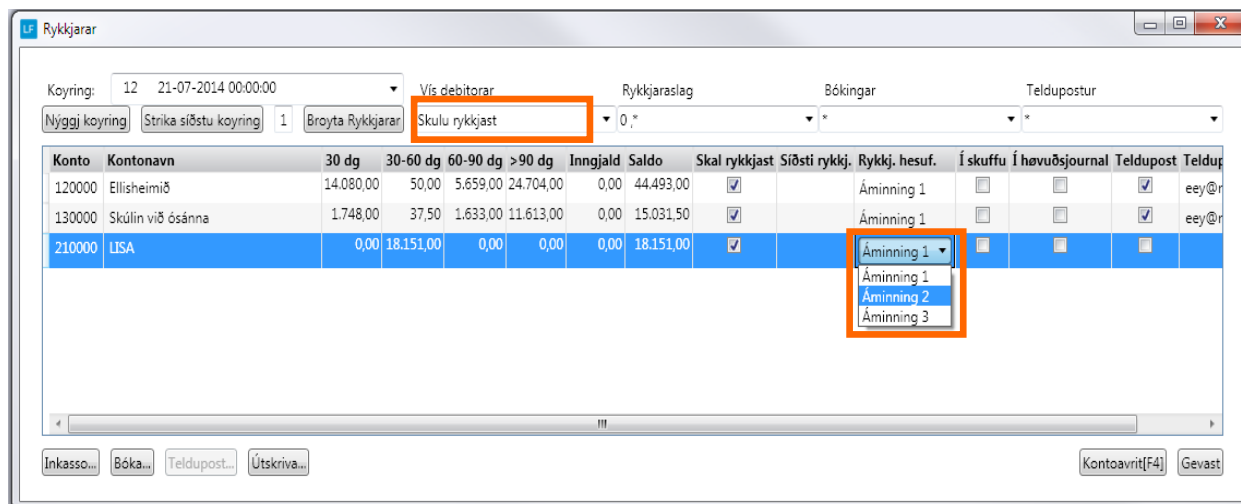 LF Rykkjarar
Koyring: 12 21-07-2014 00:00:00 Vís debitorar Rykkjaraslag Bókingar Teldupostur
Nýggj koyring Strika síðstu koyring 1 Broyta Rykkjarar Skulu rykkjast 0 ,* * *
Konto Kontonavn 30 dg 30-60 dg 60-90 dg >90 dg Inngjald Saldo Skal rykkjast Síðsti rykkj. Rykkj. hesuf. Í skuffu Í høvuðsjournal Teldupost Teldup
120000 Ellisheimið 14.080,00 50,00 5.659,00 24.704,00 0,00 44.493,00 Áminning 1 eey@r
130000 Skúlin við ósánna 1.748,00 37,50 1.633,00 11.613,00 0,00 15.031,50 Áminning 1 eey@r
210000 LISA 0,00 18.151,00 0,00 0,00 0,00 18.151,00 Áminning 1
Áminning 1
Áminning 2
Áminning 3
Inkasso... Bóka... Teldupost... Útskriva... Kontoavrit[F4] Gevast